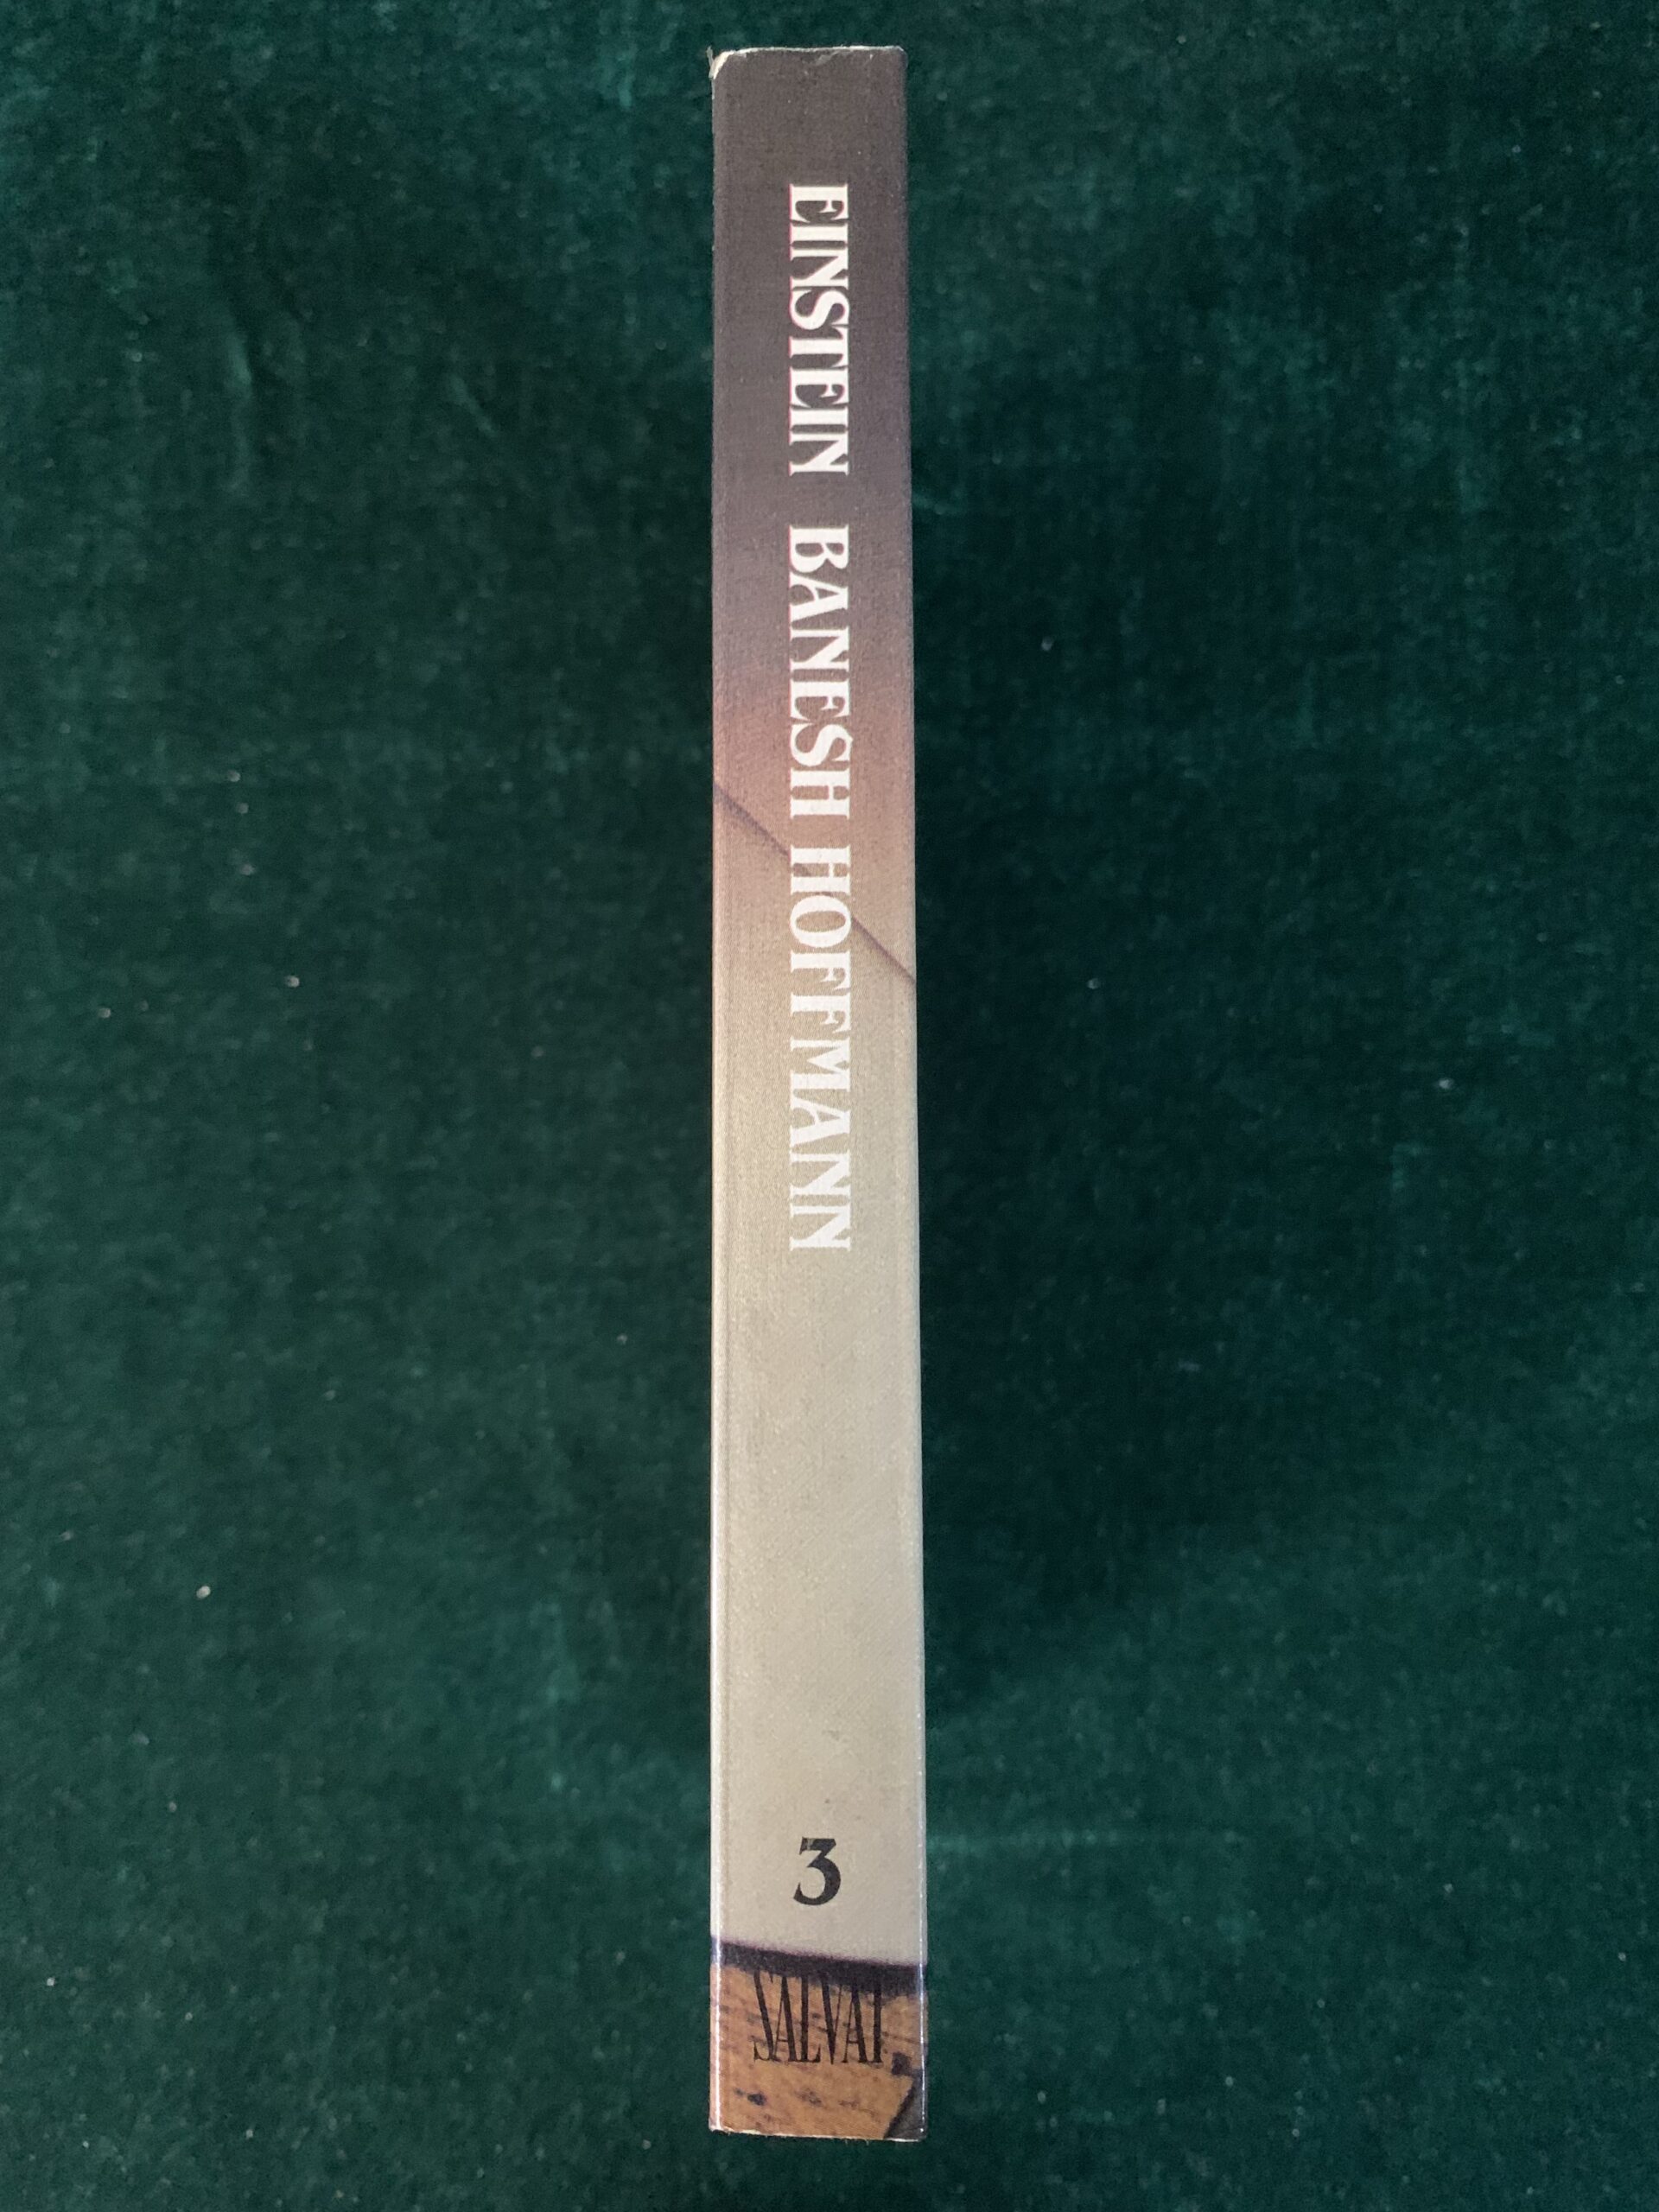 EINSTEIN BANESH HOFFMANN
3
SALVAT